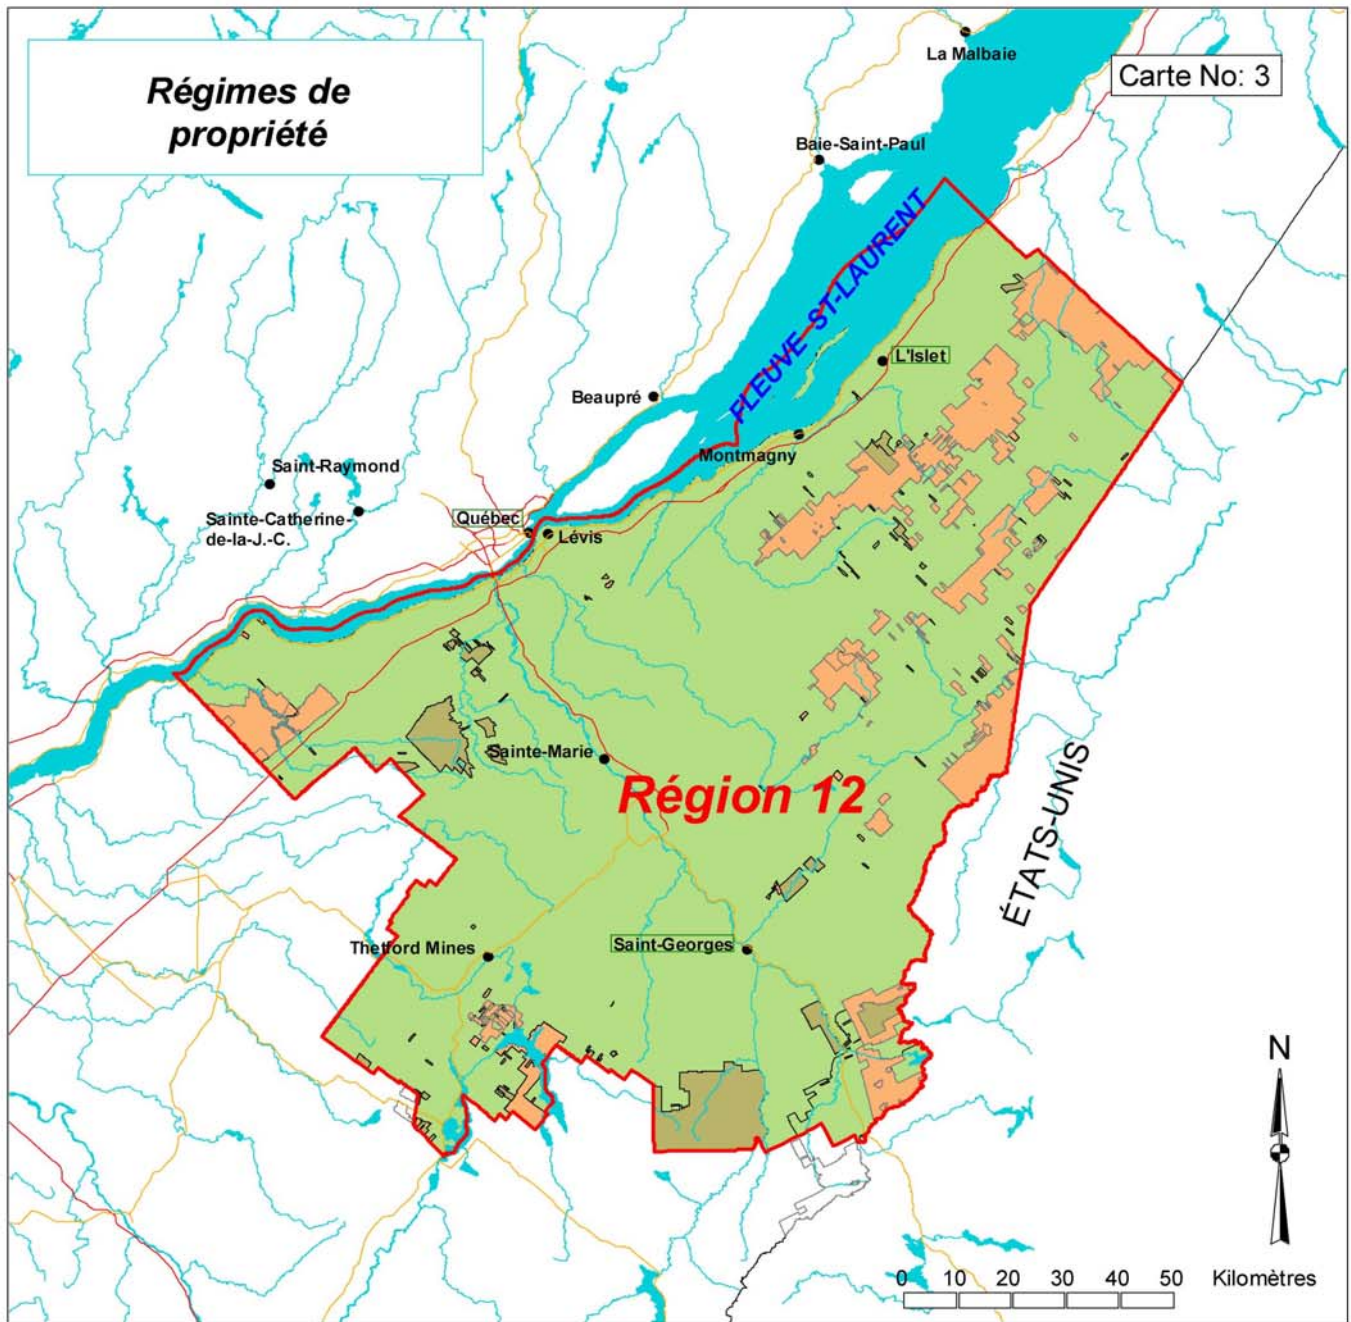 Régimes de
propriété
La Malbaie
Carte No: 3
Baie-Saint-Paul
FLEUVE ST-LAURENT
L'Islet
Beaupré
Montmagny
Saint-Raymond
Sainte-Catherine-
de-la-J.-C.
Québec
Lévis
Sainte-Marie
Région 12
ÉTATS-UNIS
Thetford Mines
Saint-Georges
N
0 10 20 30 40 50 Kilomètres